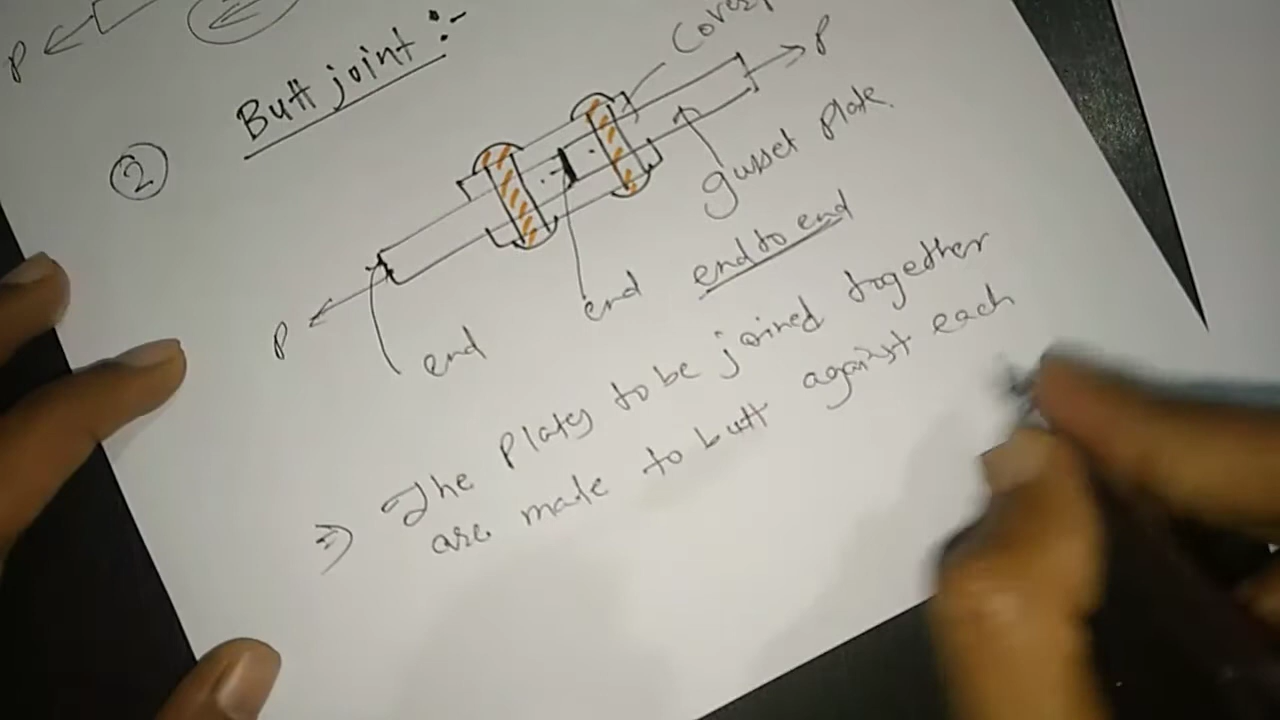 P
② Butt joint :-
Cover
P
gusset plate
P
end
end
end to end
⇒ The plates to be joined together
are made to butt against each